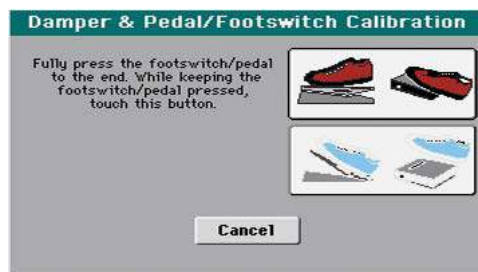 Damper & Pedal/Footswitch Calibration
Fully press the footswitch/pedal
to the end. While keeping the
footswitch/pedal pressed,
touch this button.
Cancel